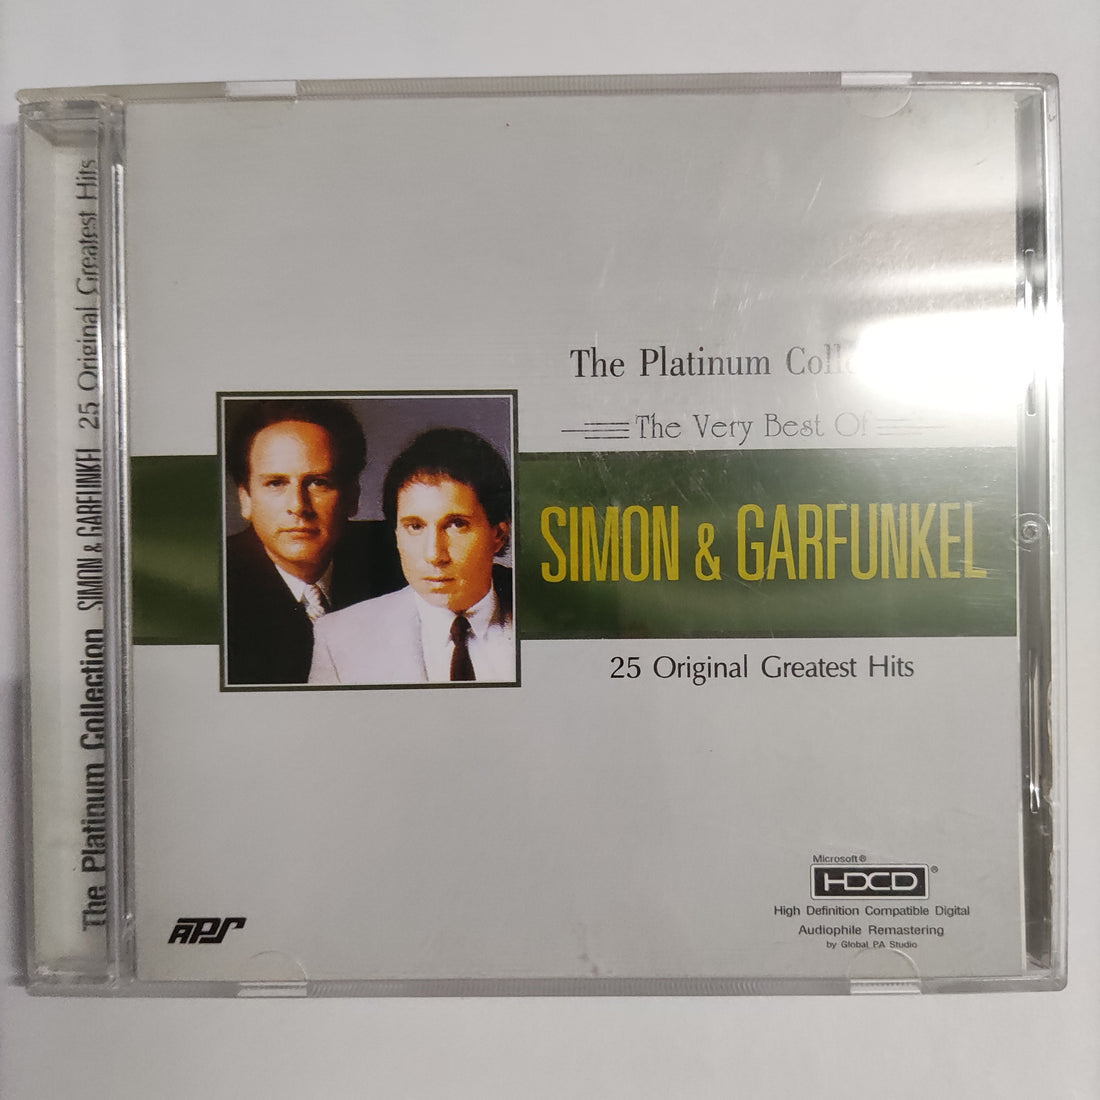 The Platinum Collection SIMON & GARFUNKEL 25 Original Greatest Hits
The Platinum
The Very Best Of
SIMON & GARFUNKEL
25 Original Greatest Hits
APS
Microsoft®
HDCD®
High Definition Compatible Digital
Audiophile Remastering
by Global PA Studio